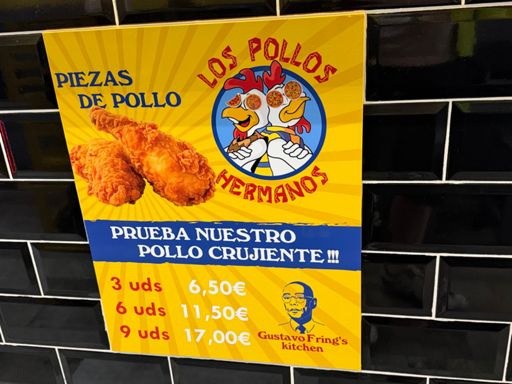 PIEZAS
DE POLLO
LOS POLLOS
HERMANOS
PRUEBA NUESTRO
POLLO CRUJIENTE!!!
3 uds 6,50€
6 uds 11,50€
9 uds 17,00€
Gustavo Fring's
kitchen